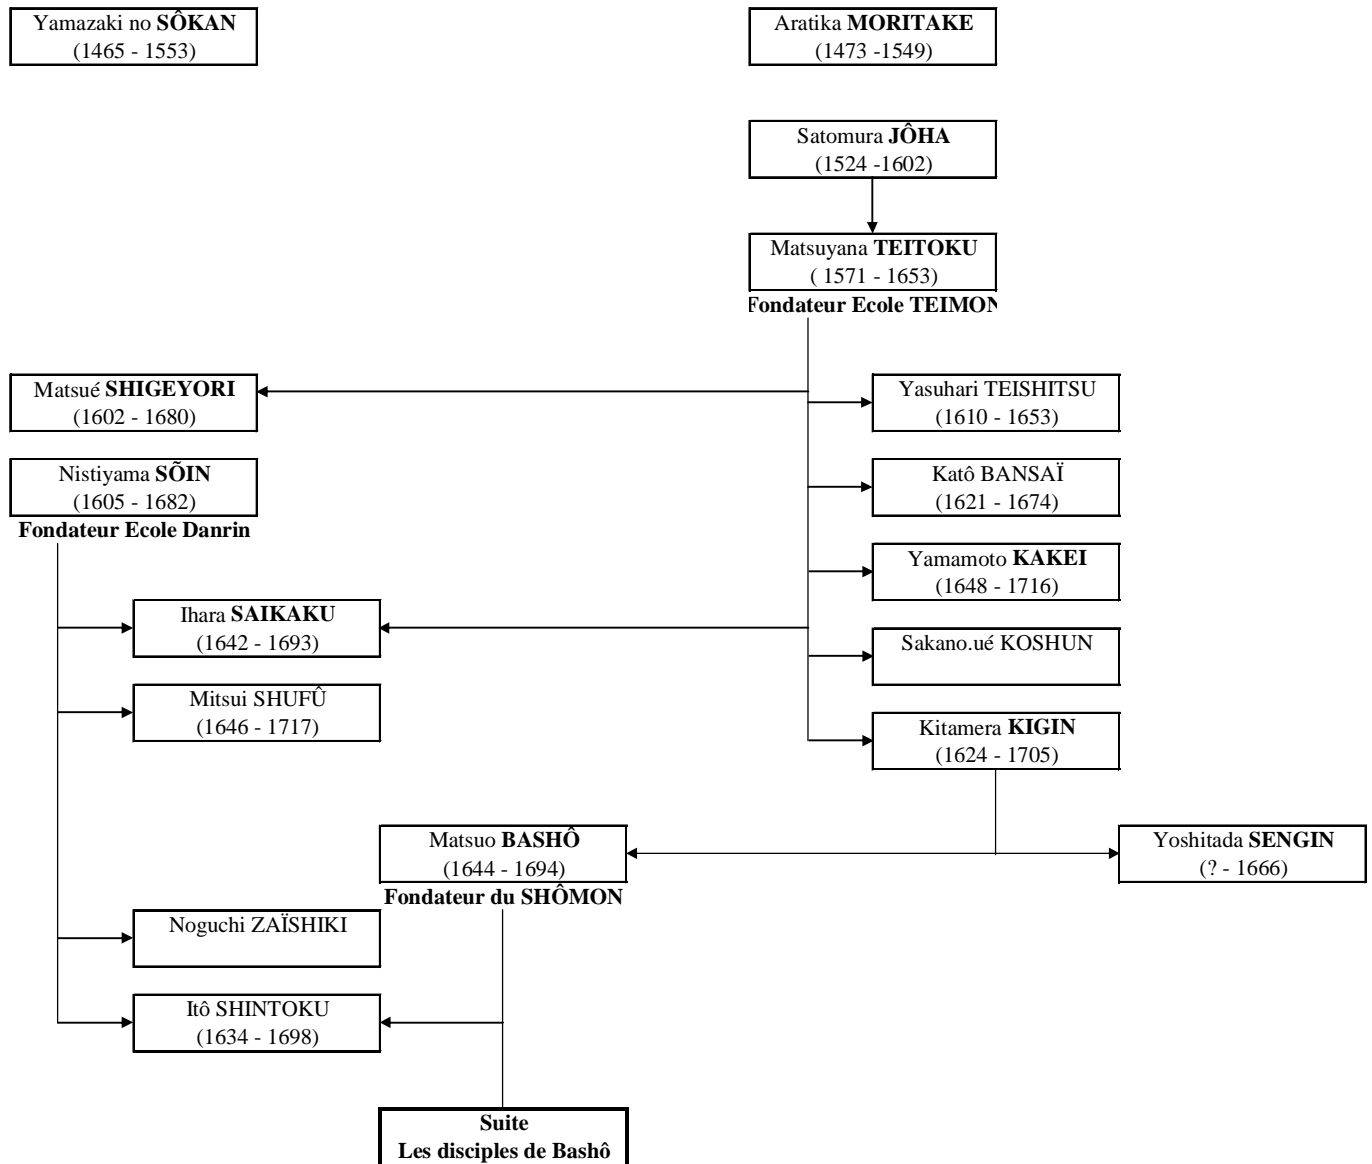 Yamazaki no SÔKAN
(1465 - 1553)
Aratika MORITAKE
(1473 -1549)
Satomura JÔHA
(1524 -1602)
Matsuyana TEITOKU
( 1571 - 1653)
Fondateur Ecole TEIMON
Matsué SHIGEYORI
(1602 - 1680)
Yasuhari TEISHITSU
(1610 - 1653)
Nistiyama SÕIN
(1605 - 1682)
Fondateur Ecole Danrin
Katô BANSAÏ
(1621 - 1674)
Yamamoto KAKEI
(1648 - 1716)
Ihara SAIKAKU
(1642 - 1693)
Sakano.ué KOSHUN
Mitsui SHUFÛ
(1646 - 1717)
Kitamera KIGIN
(1624 - 1705)
Matsuo BASHÔ
(1644 - 1694)
Fondateur du SHÔMON
Yoshitada SENGIN
(? - 1666)
Noguchi ZAÏSHIKI
Itô SHINTOKU
(1634 - 1698)
Suite
Les disciples de Bashô